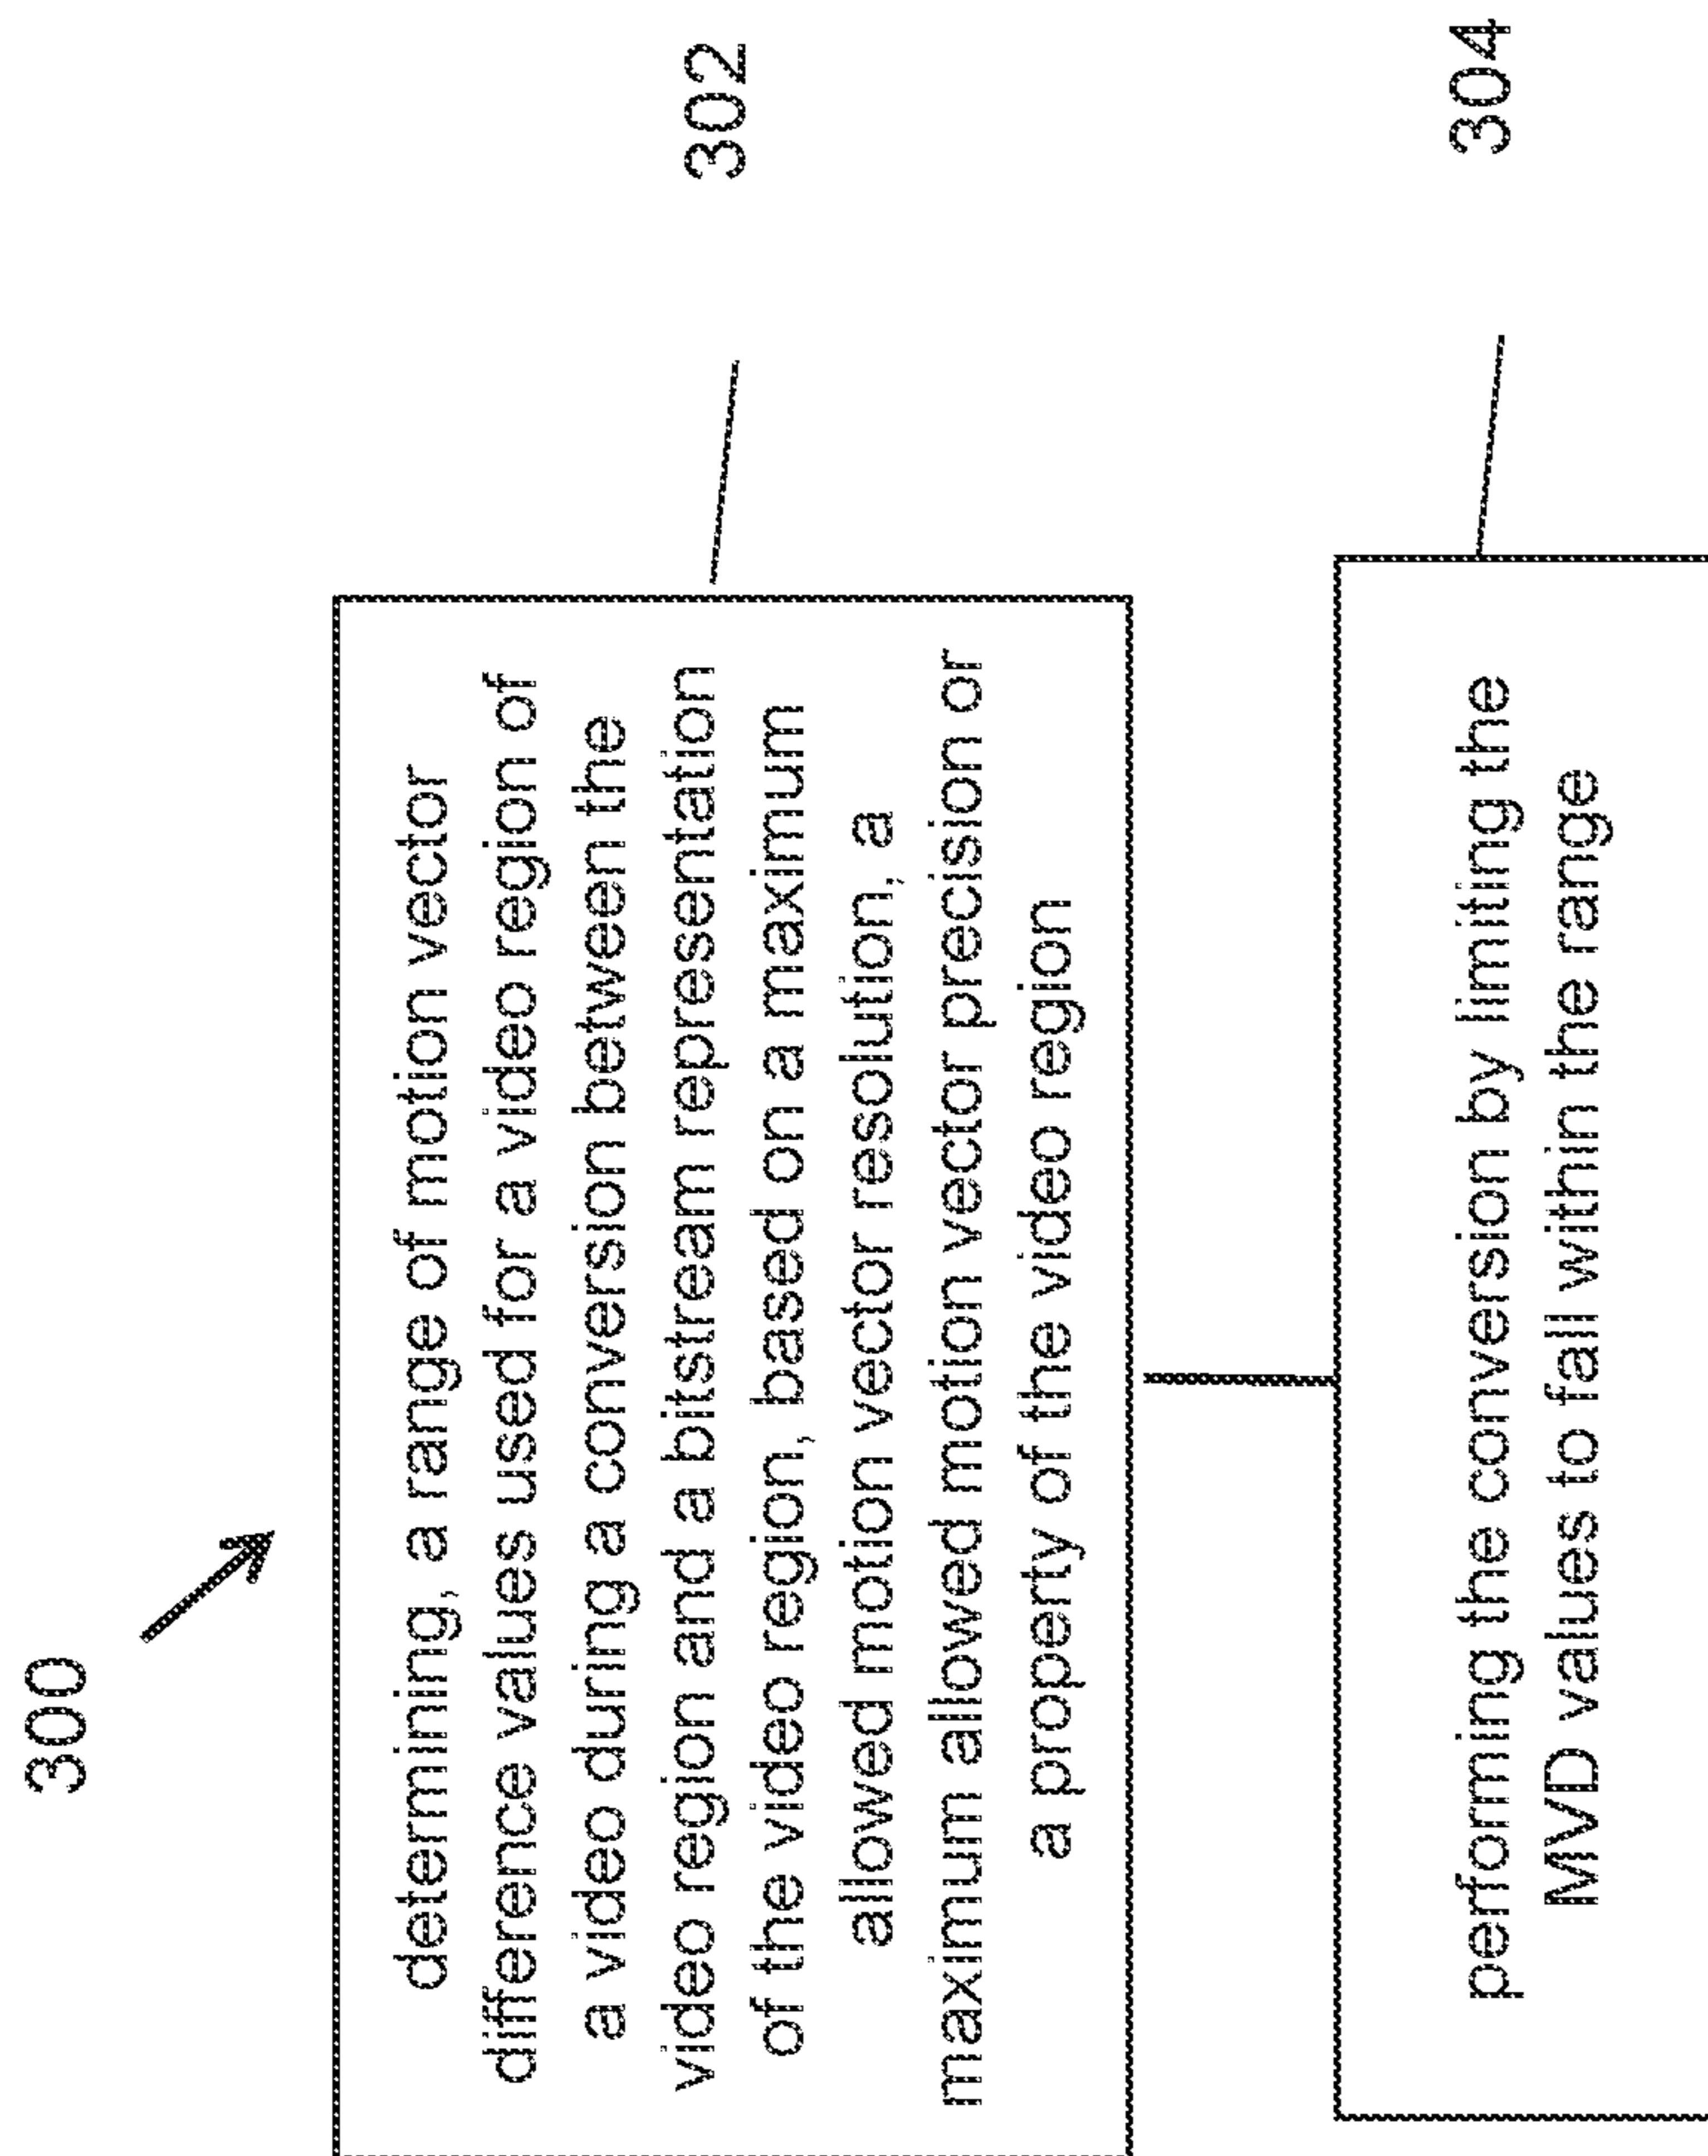 300
determining, a range of motion vector
difference values used for a video region of
a video during a conversion between the
video region and a bitstream representation
of the video region, based on a maximum
allowed motion vector resolution, a
maximum allowed motion vector precision or
a property of the video region
302
performing the conversion by limiting the
MVD values to fall within the range
304